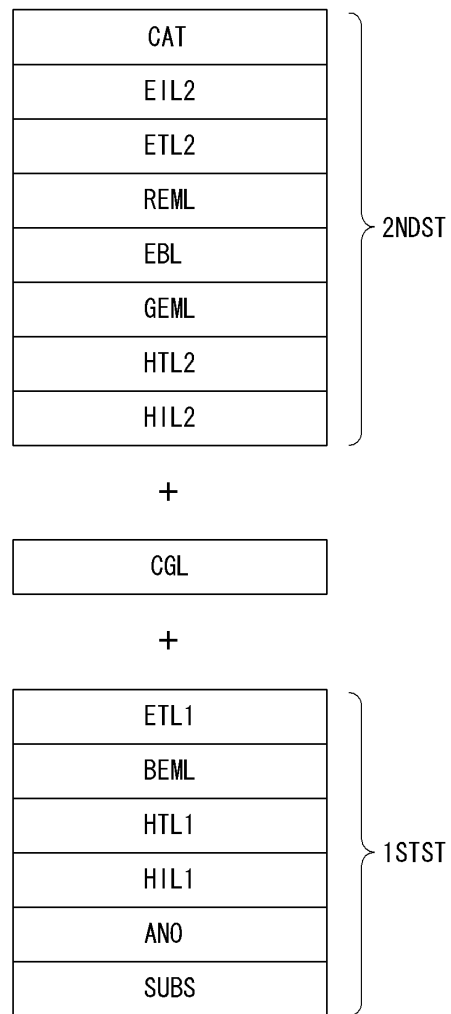 CAT
EIL2
ETL2
REML
EBL
GEML
HTL2
HIL2
2NDST
+
CGL
+
ETL1
BEML
HTL1
HIL1
ANO
SUBS
1STST